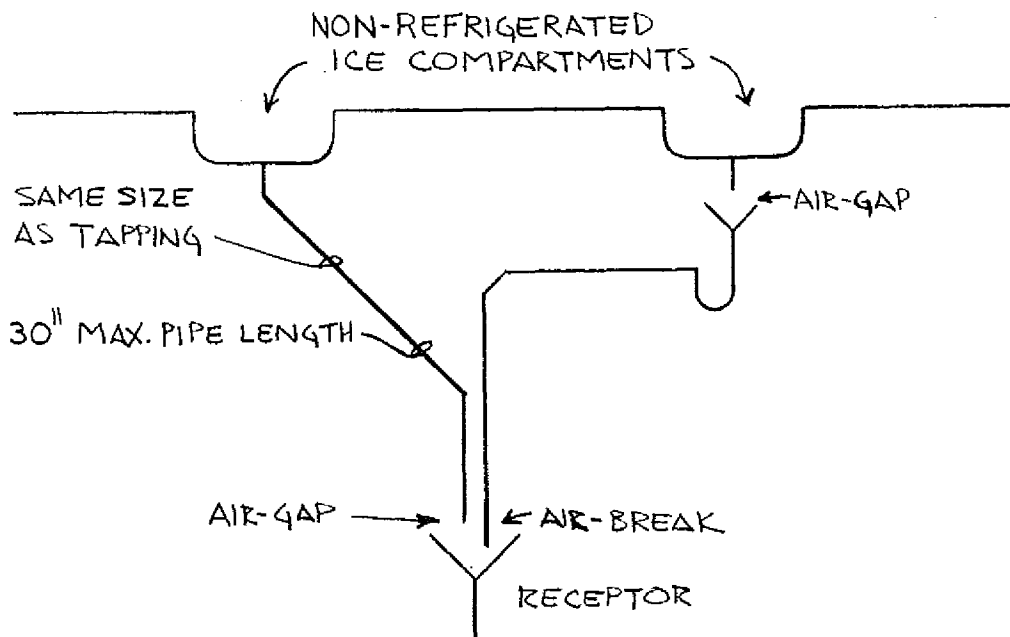 NON-REFRIGERATED
ICE COMPARTMENTS
SAME SIZE
AS TAPPING
AIR-GAP
30" MAX. PIPE LENGTH
AIR-GAP
AIR-BREAK
RECEPTOR